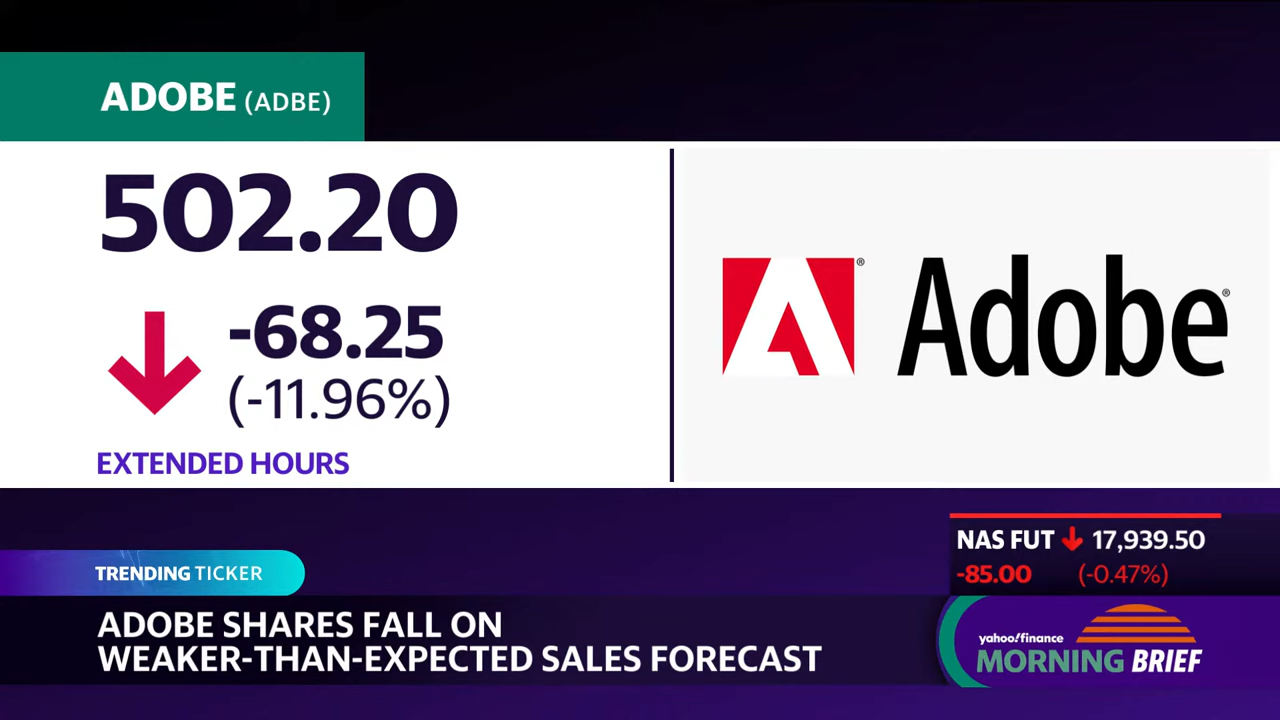 ADOBE (ADBE)
502.20
-68.25
(-11.96%)
EXTENDED HOURS
Adobe
TRENDING TICKER
ADOBE SHARES FALL ON
WEAKER-THAN-EXPECTED SALES FORECAST
NAS FUT 17,939.50
-85.00 (-0.47%)
yahoo!finance
MORNING BRIEF